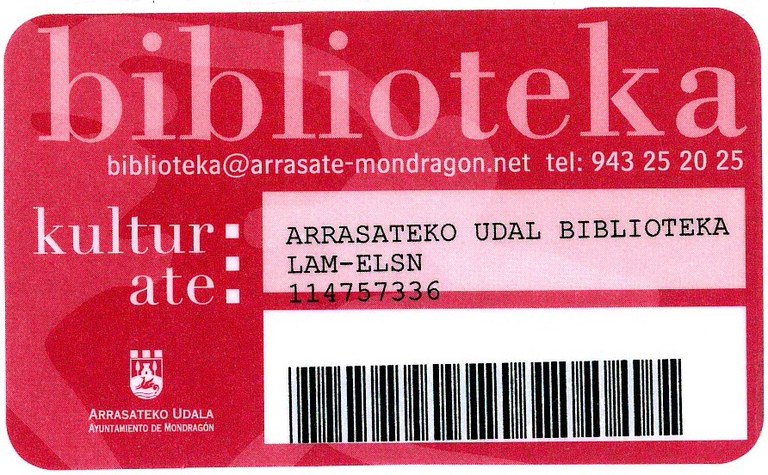 biblioteka
biblioteka@arrasate-mondragon.net tel: 943 25 20 25
kultur
ate:
ARRASATEKO UDAL BIBLIOTEKA
LAM-ELSN
114757336
ARRASATEKO UDALA
AYUNTAMIENTO DE MONDRAGÓN